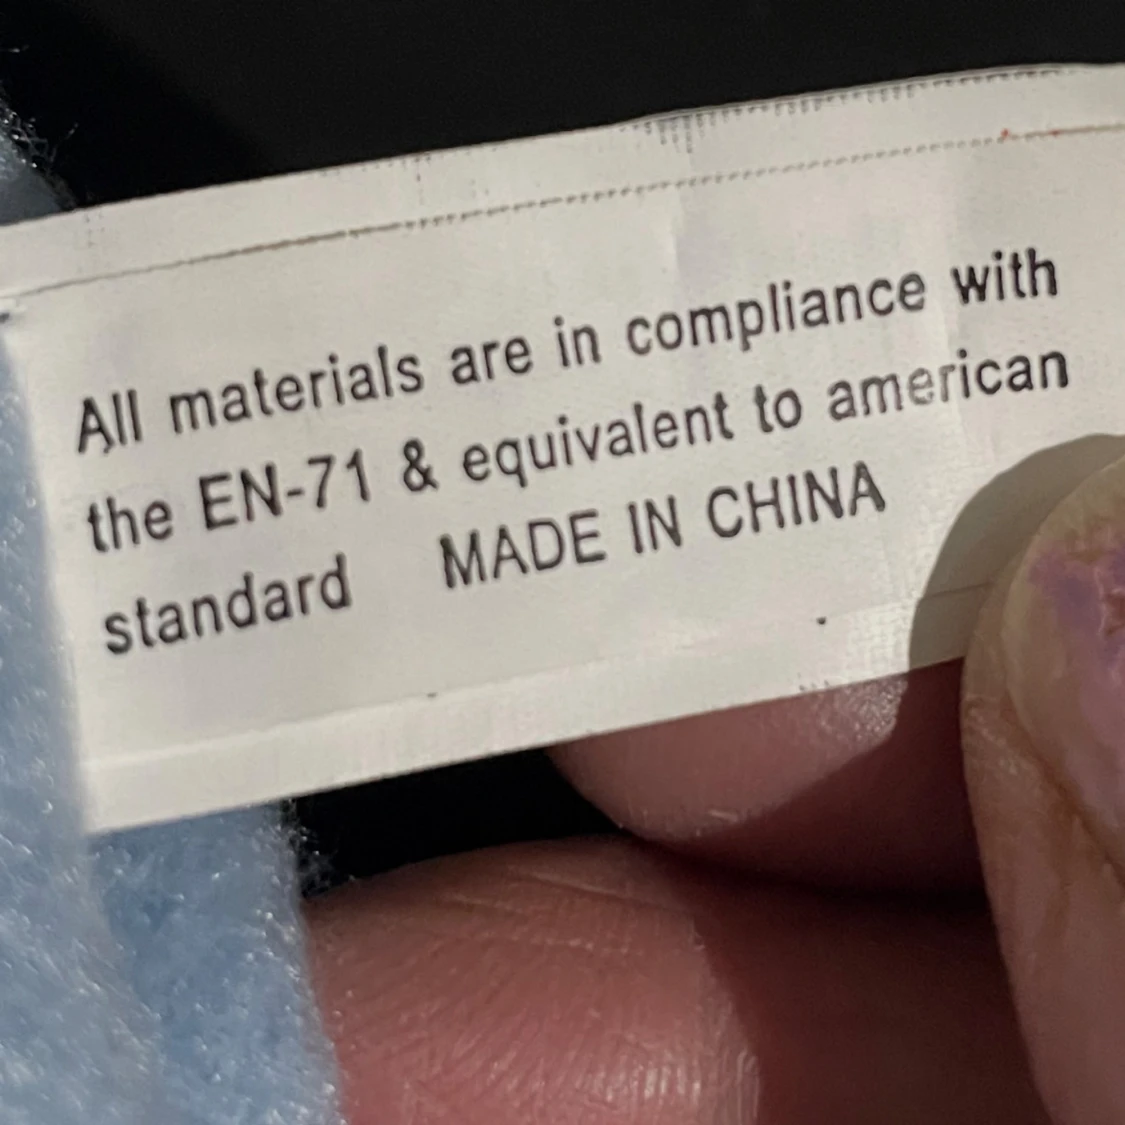 All materials are in compliance with
the EN-71 & equivalent to american
standard MADE IN CHINA